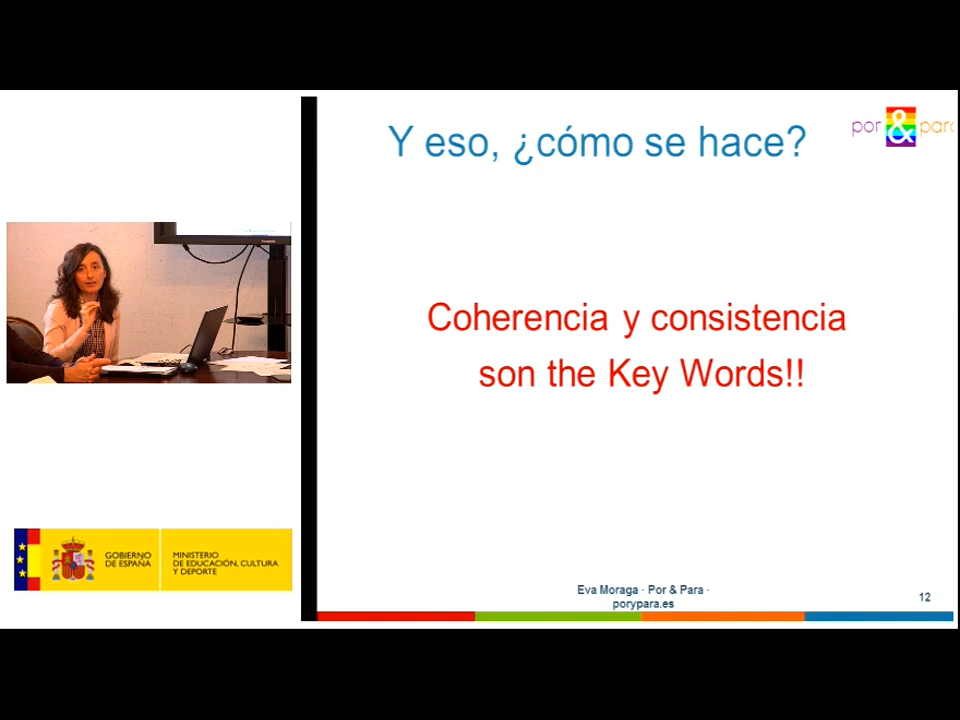 Y eso, ¿cómo se hace?
por & para
Coherencia y consistencia
son the Key Words!!
GOBIERNO
DE ESPAÑA
MINISTERIO
DE EDUCACIÓN, CULTURA
Y DEPORTE
Eva Moraga · Por & Para ·
porypara.es
12